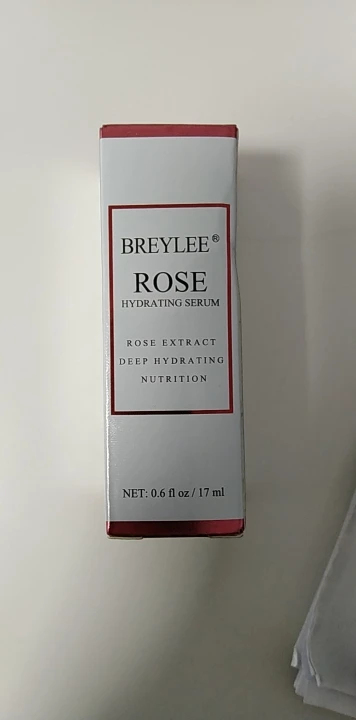 BREYLEE®
ROSE
HYDRATING SERUM
ROSE EXTRACT
DEEP HYDRATING
NUTRITION
NET: 0.6 fl oz / 17 ml